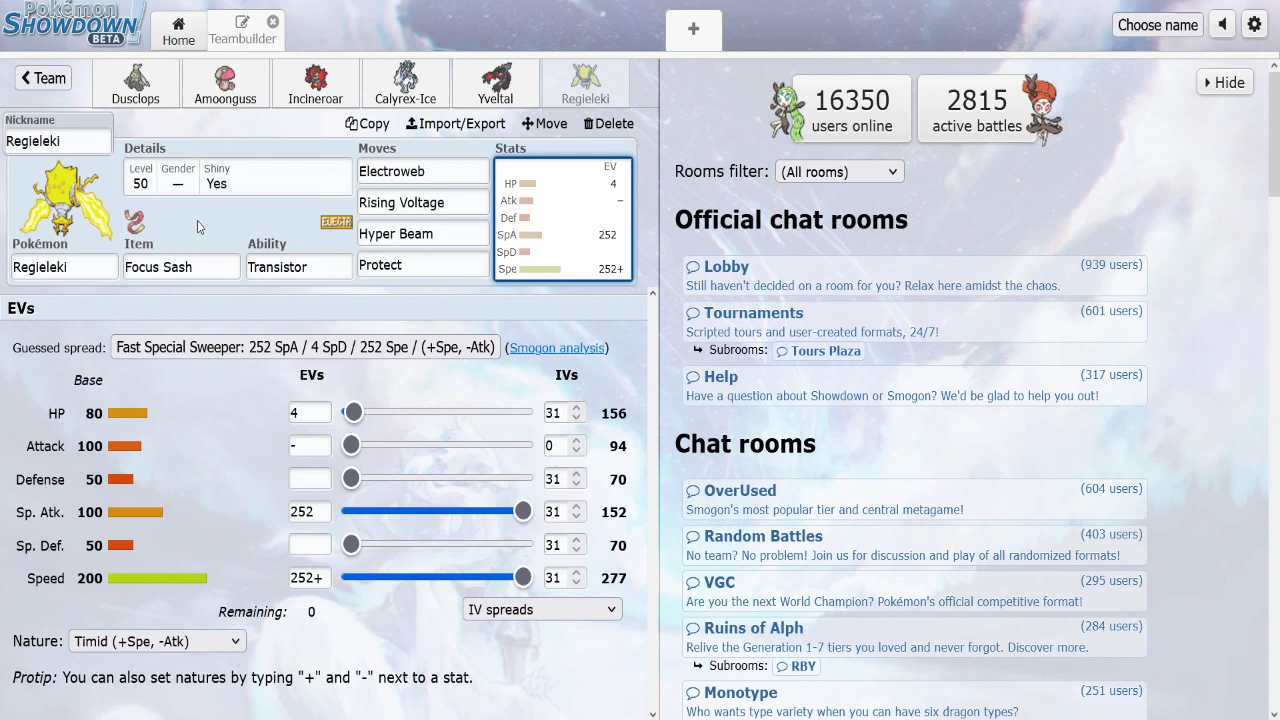 Pokémon
SHOWDOWN!
BETA
Home
Teambuilder
+
Choose name
Team
Dusclops
Amoonguss
Incineroar
Calyrex-Ice
Yveltal
Regieleki
Copy
Import/Export
Move
Delete
Nickname
Regieleki
Details
Level
50
Gender
—
Shiny
Yes
ELECTR
Pokémon
Regieleki
Item
Focus Sash
Ability
Transistor
Moves
Electroweb
Rising Voltage
Hyper Beam
Protect
Stats
EV
HP 4
Atk –
Def
SpA 252
SpD
Spe 252+
EVs
Guessed spread: Fast Special Sweeper: 252 SpA / 4 SpD / 252 Spe / (+Spe, -Atk) (Smogon analysis)
Base EVs IVs
HP 80 4 31 156
Attack 100 - 0 94
Defense 50 31 70
Sp. Atk. 100 252 31 152
Sp. Def. 50 31 70
Speed 200 252+ 31 277
Remaining: 0 IV spreads
Nature: Timid (+Spe, -Atk)
Protip: You can also set natures by typing "+" and "-" next to a stat.
16350
users online
2815
active battles
Hide
Rooms filter: (All rooms)
Official chat rooms
Lobby (939 users)
Still haven't decided on a room for you? Relax here amidst the chaos.
Tournaments (601 users)
Scripted tours and user-created formats, 24/7!
Subrooms: Tours Plaza
Help (317 users)
Have a question about Showdown or Smogon? We'd be glad to help you out!
Chat rooms
OverUsed (604 users)
Smogon's most popular tier and central metagame!
Random Battles (403 users)
No team? No problem! Join us for discussion and play of all randomized formats!
VGC (295 users)
Are you the next World Champion? Pokémon's official competitive format!
Ruins of Alph (284 users)
Relive the Generation 1-7 tiers you loved and never forgot. Discover more.
Subrooms: RBY
Monotype (251 users)
Who wants type variety when you can have six dragon types?